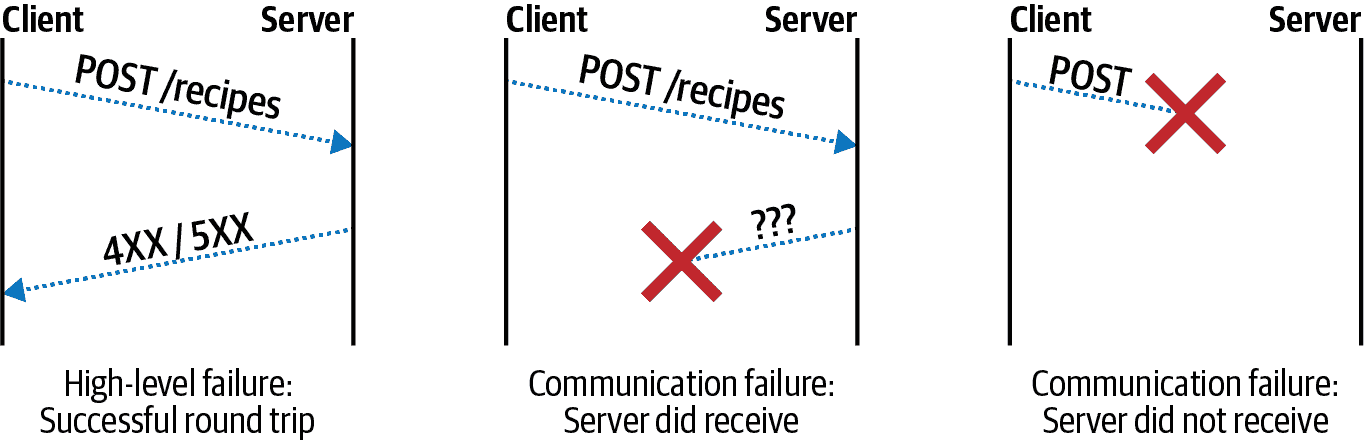 Client Server
POST /recipes
4XX / 5XX
High-level failure:
Successful round trip
Client Server
POST /recipes
???
Communication failure:
Server did receive
Client Server
POST
Communication failure:
Server did not receive